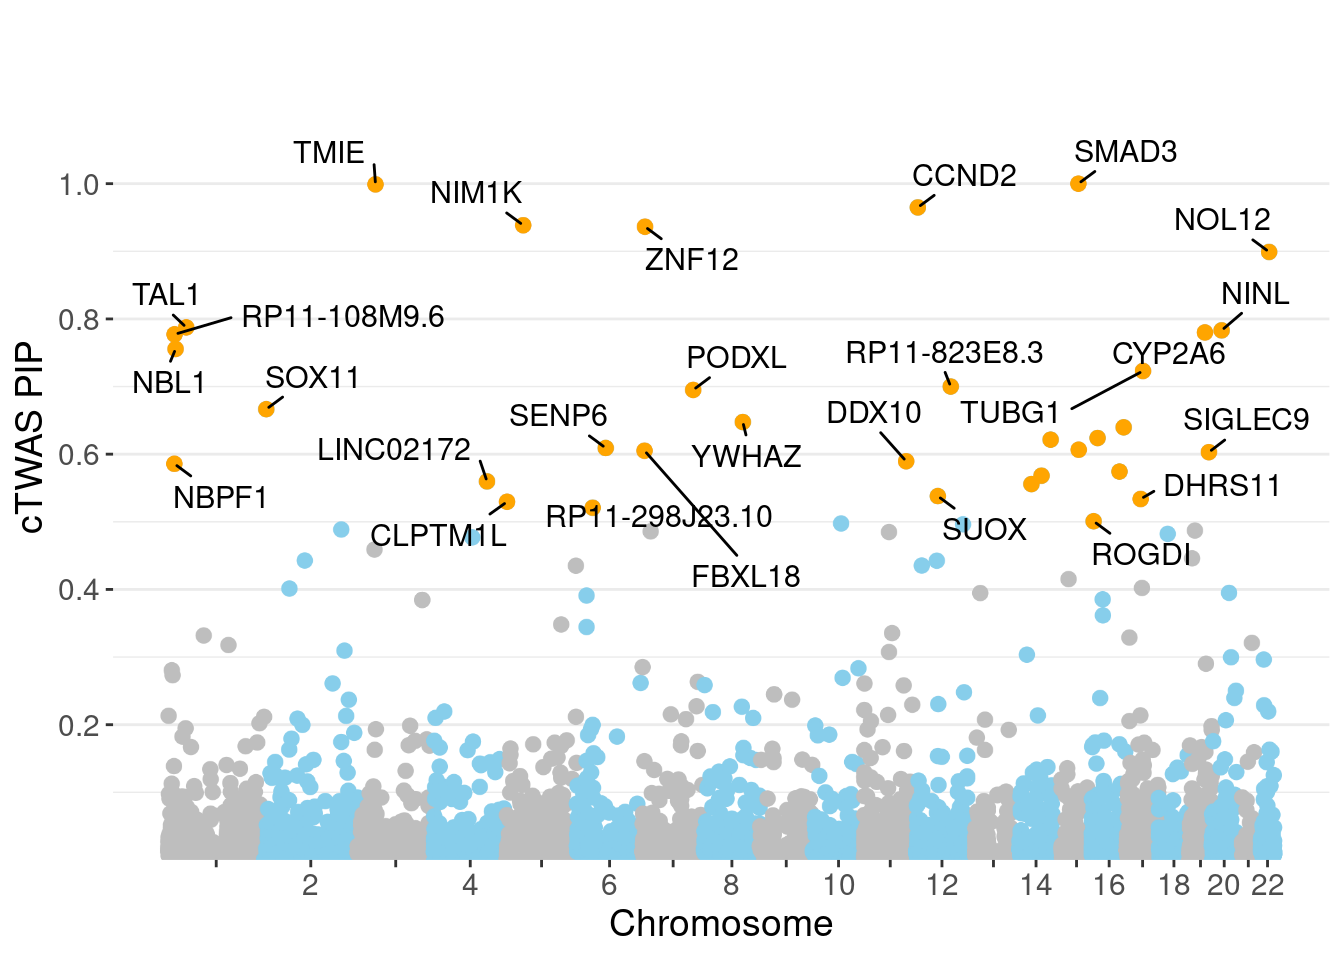 TMIE
SMAD3
CCND2
1.0
NIM1K
NOL12
ZNF12
TAL1
NINL
RP11-108M9.6
0.8
PODXL
RP11-823E8.3
CYP2A6
NBL1
SOX11
SENP6
DDX10
TUBG1
SIGLEC9
LINC02172
YWHAZ
0.6
NBPF1
DHRS11
RP11-298J23.10
CLPTM1L
SUOX
ROGDI
FBXL18
0.4
0.2
cTWAS PIP
2 4 6 8 10 12 14 16 18 20 22
Chromosome